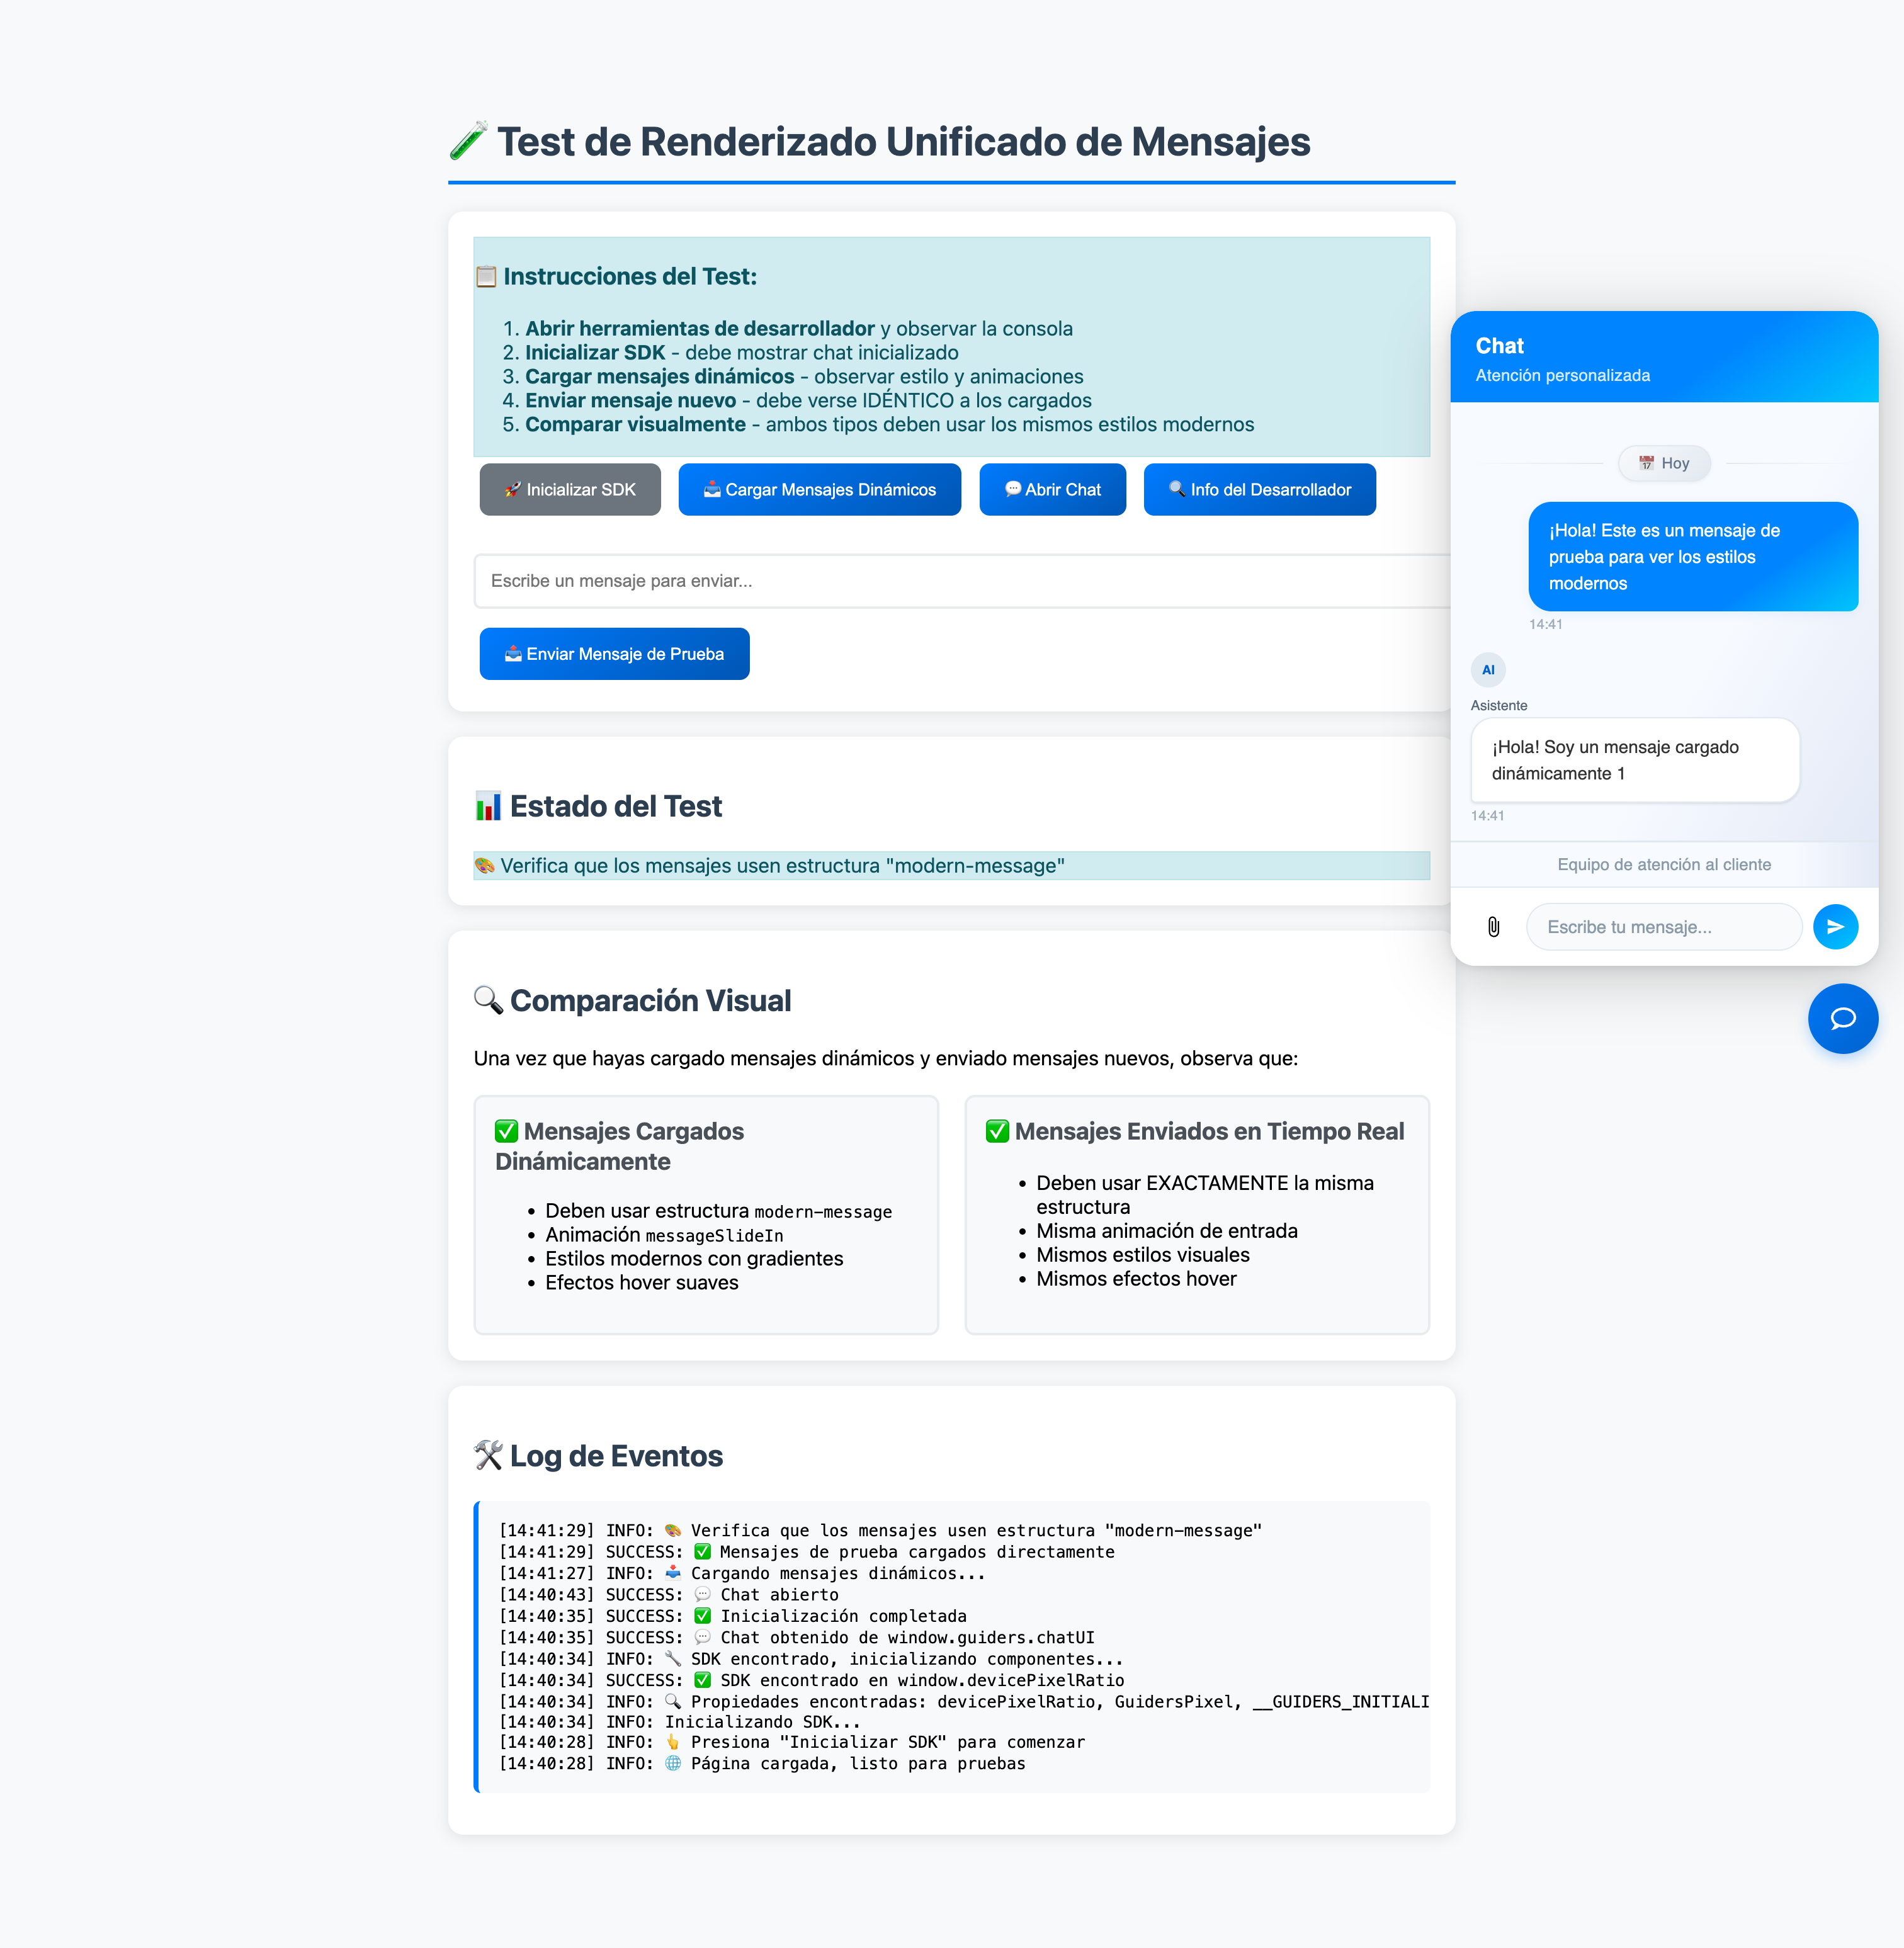 🧪 Test de Renderizado Unificado de Mensajes
📋 Instrucciones del Test:
1. Abrir herramientas de desarrollador y observar la consola
2. Inicializar SDK - debe mostrar chat inicializado
3. Cargar mensajes dinámicos - observar estilo y animaciones
4. Enviar mensaje nuevo - debe verse IDÉNTICO a los cargados
5. Comparar visualmente - ambos tipos deben usar los mismos estilos modernos
🚀 Inicializar SDK
📥 Cargar Mensajes Dinámicos
💬 Abrir Chat
🔍 Info del Desarrollador
Escribe un mensaje para enviar...
📤 Enviar Mensaje de Prueba
📊 Estado del Test
🎨 Verifica que los mensajes usen estructura "modern-message"
🔍 Comparación Visual
Una vez que hayas cargado mensajes dinámicos y enviado mensajes nuevos, observa que:
✅ Mensajes Cargados
Dinámicamente
• Deben usar estructura modern-message
• Animación messageSlideIn
• Estilos modernos con gradientes
• Efectos hover suaves
✅ Mensajes Enviados en Tiempo Real
• Deben usar EXACTAMENTE la misma
estructura
• Misma animación de entrada
• Mismos estilos visuales
• Mismos efectos hover
🛠️ Log de Eventos
[14:41:29] INFO: 🎨 Verifica que los mensajes usen estructura "modern-message"
[14:41:29] SUCCESS: ✅ Mensajes de prueba cargados directamente
[14:41:27] INFO: 📥 Cargando mensajes dinámicos...
[14:40:43] SUCCESS: 💬 Chat abierto
[14:40:35] SUCCESS: ✅ Inicialización completada
[14:40:35] SUCCESS: 💬 Chat obtenido de window.guiders.chatUI
[14:40:34] INFO: 🔧 SDK encontrado, inicializando componentes...
[14:40:34] SUCCESS: ✅ SDK encontrado en window.devicePixelRatio
[14:40:34] INFO: 🔍 Propiedades encontradas: devicePixelRatio, GuidersPixel, __GUIDERS_INITIALI
[14:40:34] INFO: Inicializando SDK...
[14:40:28] INFO: 👆 Presiona "Inicializar SDK" para comenzar
[14:40:28] INFO: 🌐 Página cargada, listo para pruebas
Chat
Atención personalizada
📅 Hoy
¡Hola! Este es un mensaje de
prueba para ver los estilos
modernos
14:41
AI
Asistente
¡Hola! Soy un mensaje cargado
dinámicamente 1
14:41
Equipo de atención al cliente
Escribe tu mensaje...